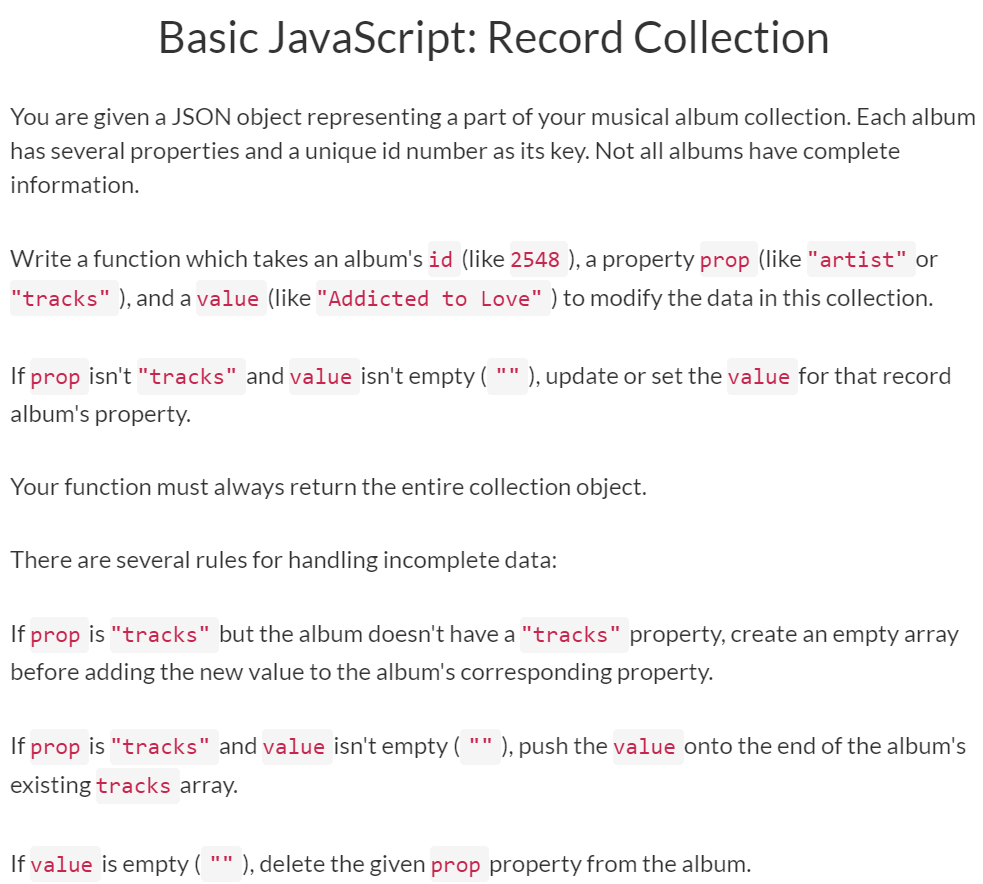 Basic JavaScript: Record Collection
You are given a JSON object representing a part of your musical album collection. Each album
has several properties and a unique id number as its key. Not all albums have complete
information.
Write a function which takes an album's id (like 2548 ), a property prop (like "artist" or
"tracks" ), and a value (like "Addicted to Love" ) to modify the data in this collection.
If prop isn't "tracks" and value isn't empty ( "" ), update or set the value for that record
album's property.
Your function must always return the entire collection object.
There are several rules for handling incomplete data:
If prop is "tracks" but the album doesn't have a "tracks" property, create an empty array
before adding the new value to the album's corresponding property.
If prop is "tracks" and value isn't empty ( "" ), push the value onto the end of the album's
existing tracks array.
If value is empty ( "" ), delete the given prop property from the album.